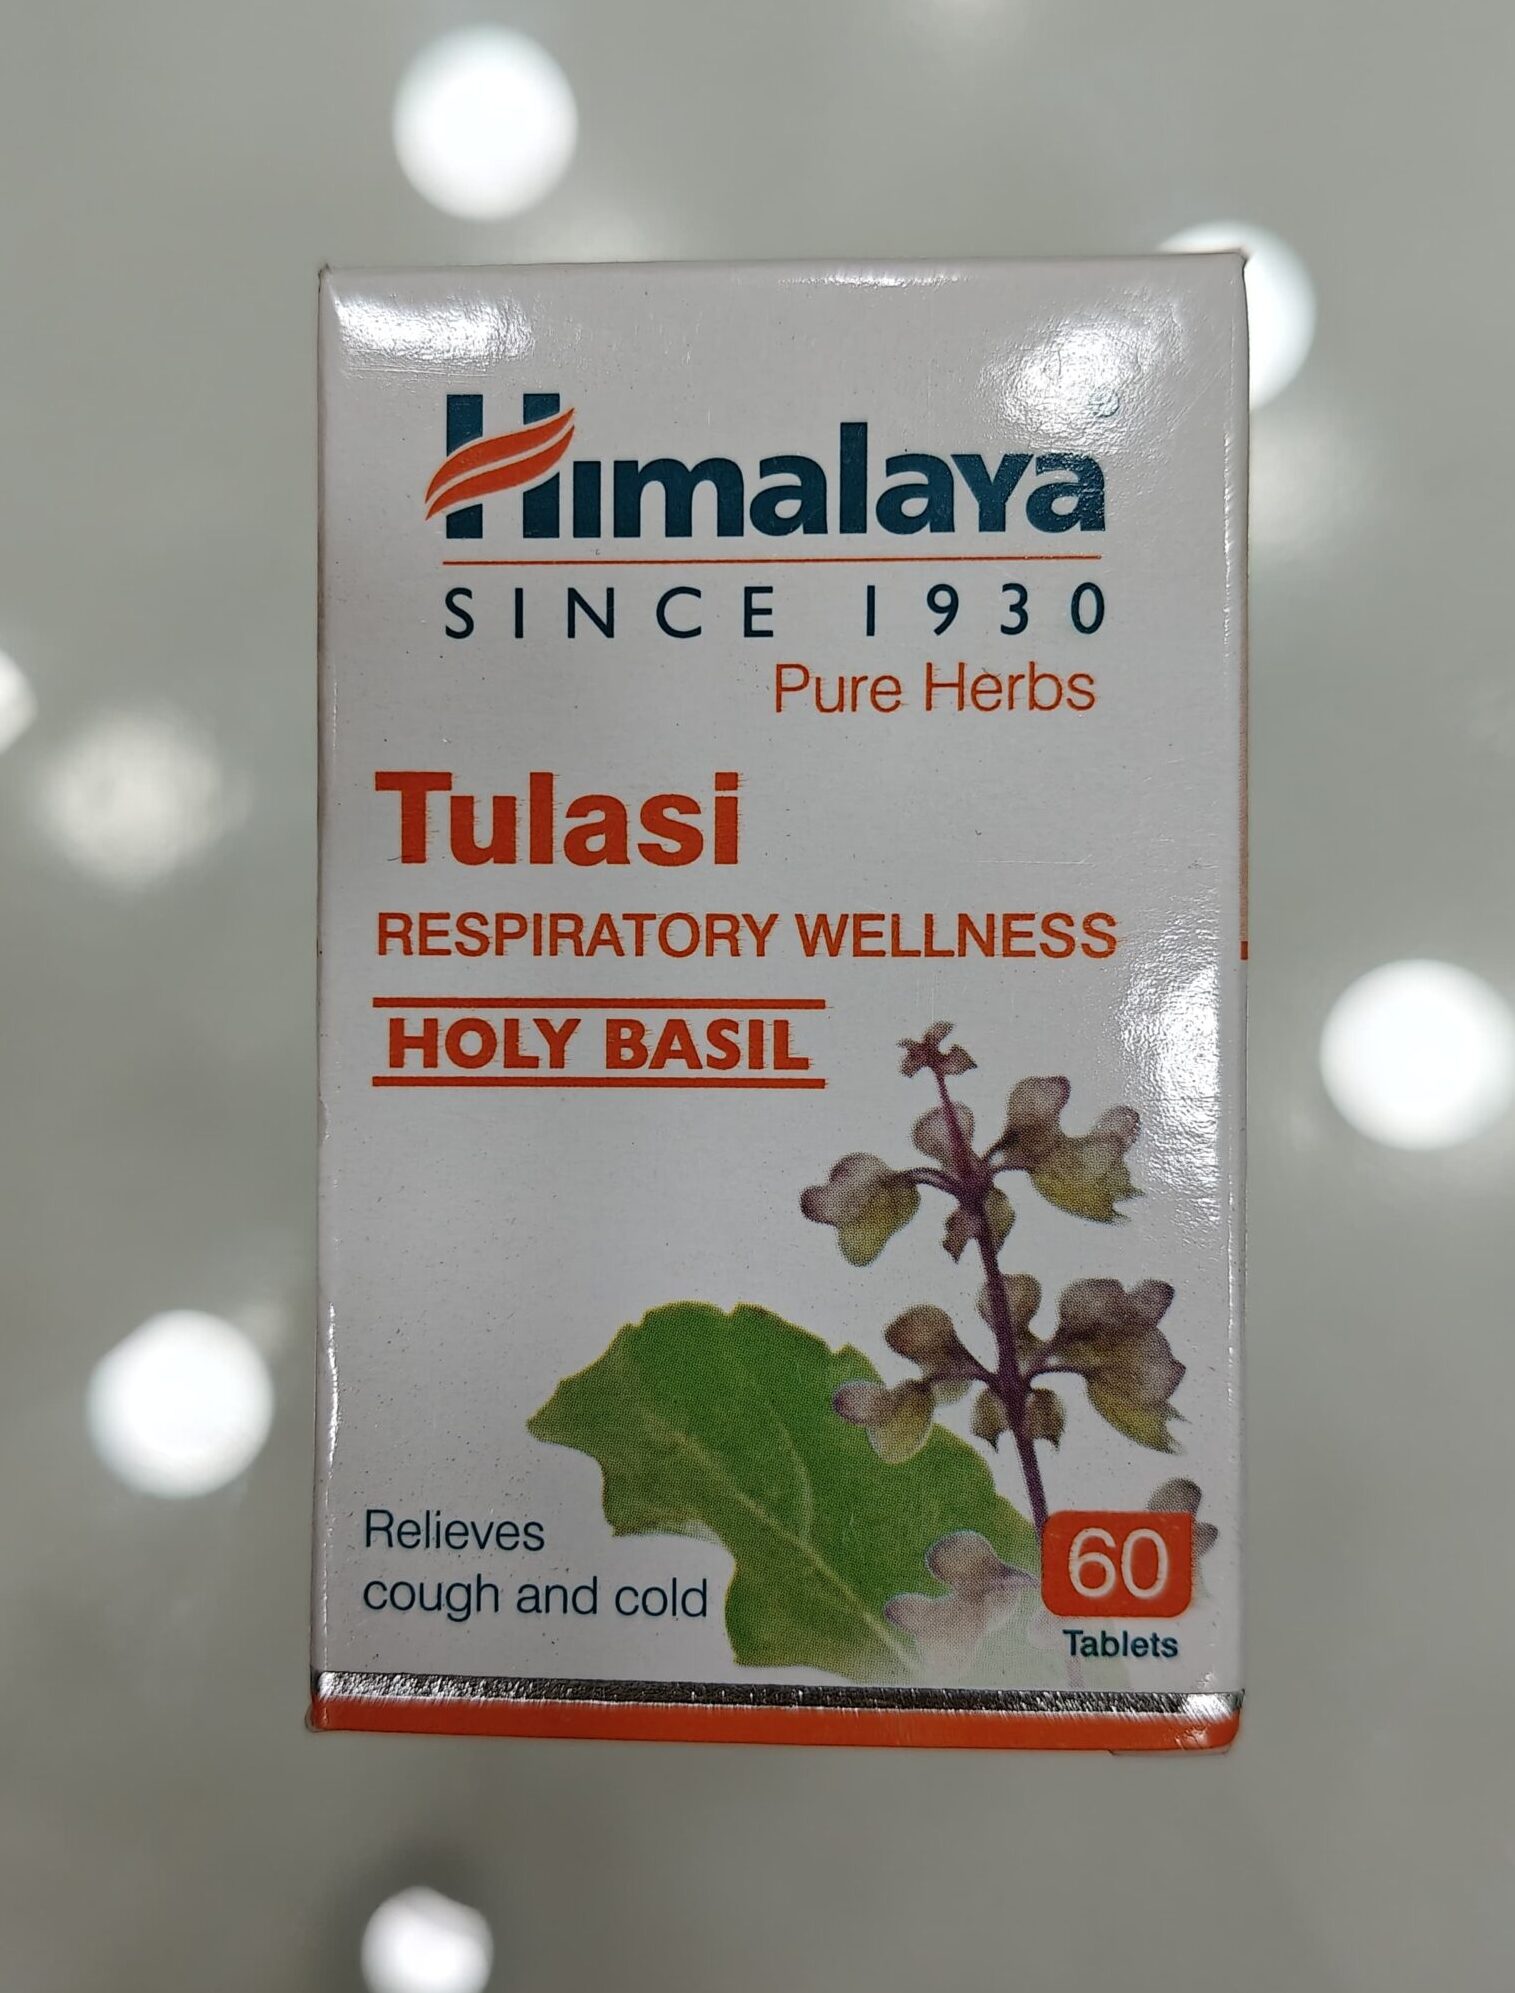 Himalaya
SINCE 1930
Pure Herbs
Tulasi
RESPIRATORY WELLNESS
HOLY BASIL
Relieves
cough and cold
60
Tablets